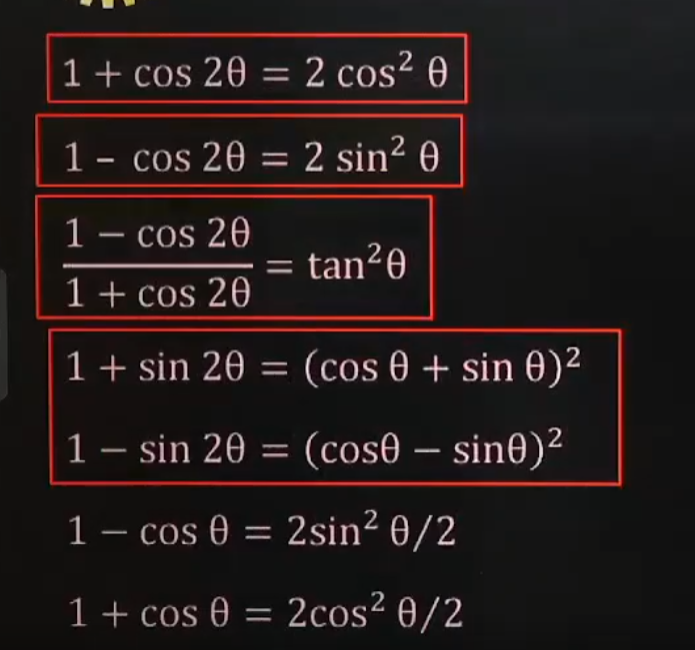 1 + cos 2θ = 2 cos² θ
1 - cos 2θ = 2 sin² θ
1 − cos 2θ
1 + cos 2θ
= tan²θ
1 + sin 2θ = (cos θ + sin θ)²
1 − sin 2θ = (cosθ − sinθ)²
1 − cos θ = 2sin² θ/2
1 + cos θ = 2cos² θ/2